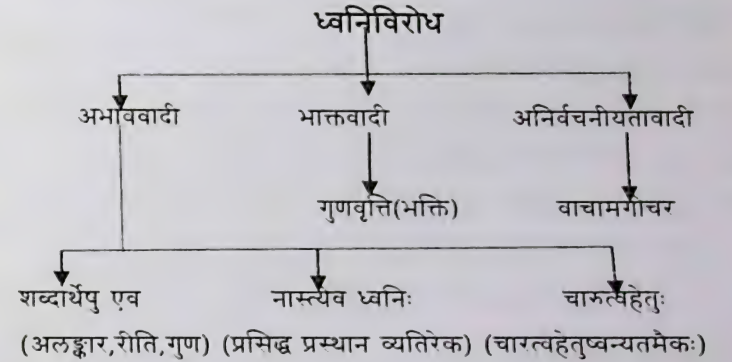 ध्वनिविरोध
अभाववादी भाक्तवादी अनिर्वचनीयतावादी
गुणवृत्ति(भक्ति) वाचामगोचर
शब्दार्थेषु एव नास्त्येव ध्वनिः चारुत्वहेतुः
(अलङ्कार,रीति,गुण) (प्रसिद्ध प्रस्थान व्यतिरेक) (चारत्वहेतुष्वन्यतमैकः)